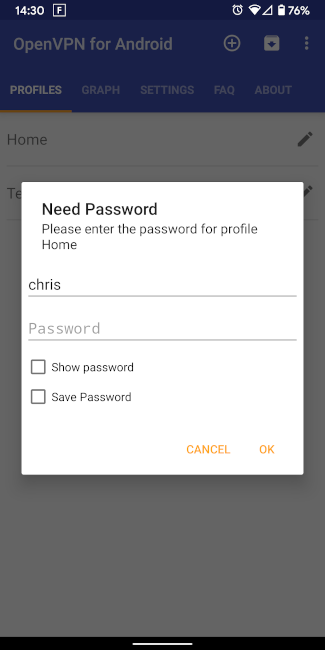 14:30 F 76%
OpenVPN for Android
PROFILES GRAPH SETTINGS FAQ ABOUT
Home
Te
Need Password
Please enter the password for profile
Home
chris
Password
Show password
Save Password
CANCEL OK